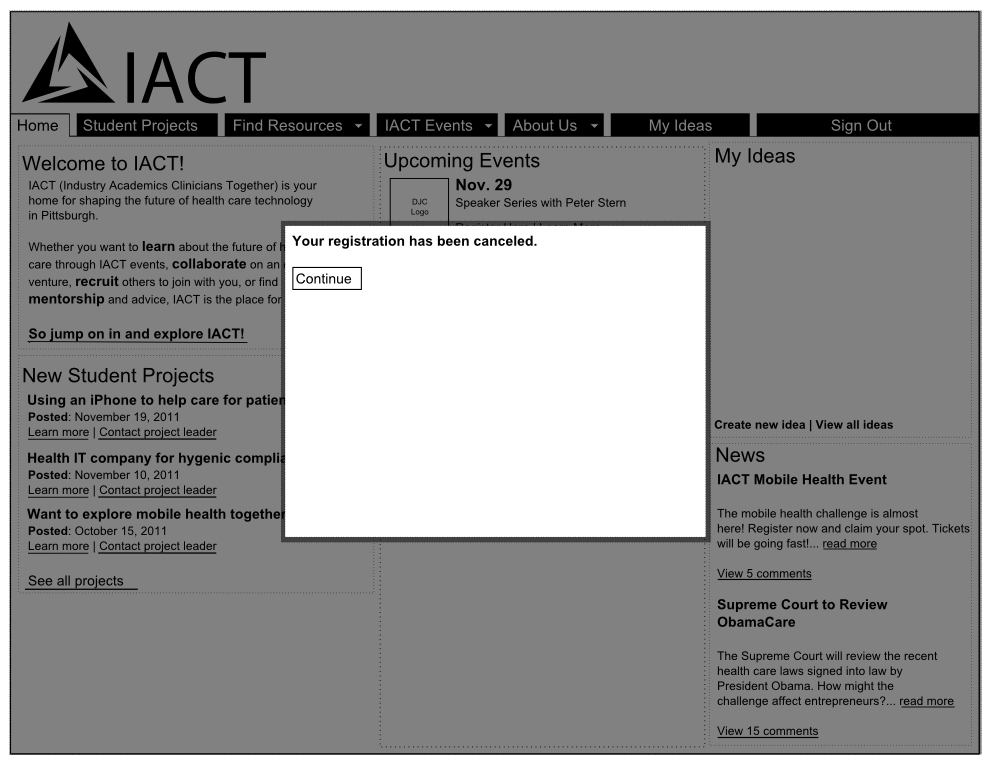 IACT
Home
Student Projects
Find Resources
IACT Events
About Us
My Ideas
Sign Out
Welcome to IACT!
IACT (Industry Academics Clinicians Together) is your
home for shaping the future of health care technology
in Pittsburgh.
Whether you want to learn about the future of
care through IACT events, collaborate on an
venture, recruit others to join with you, or find
mentorship and advice, IACT is the place for
So jump on in and explore IACT!
New Student Projects
Using an iPhone to help care for
Posted: November 19, 2011
Learn more | Contact project leader
Health IT company for hygenic
Posted: November 10, 2011
Learn more | Contact project leader
Want to explore mobile health together
Posted: October 15, 2011
Learn more | Contact project leader
See all projects
Upcoming Events
DJC
Logo
Nov. 29
Speaker Series with Peter Stern
Your registration has been canceled.
Continue
My Ideas
Create new idea | View all ideas
News
IACT Mobile Health Event
The mobile health challenge is almost
here! Register now and claim your spot. Tickets
will be going fast!... read more
View 5 comments
Supreme Court to Review
ObamaCare
The Supreme Court will review the recent
health care laws signed into law by
President Obama. How might the
challenge affect entrepreneurs?... read more
View 15 comments